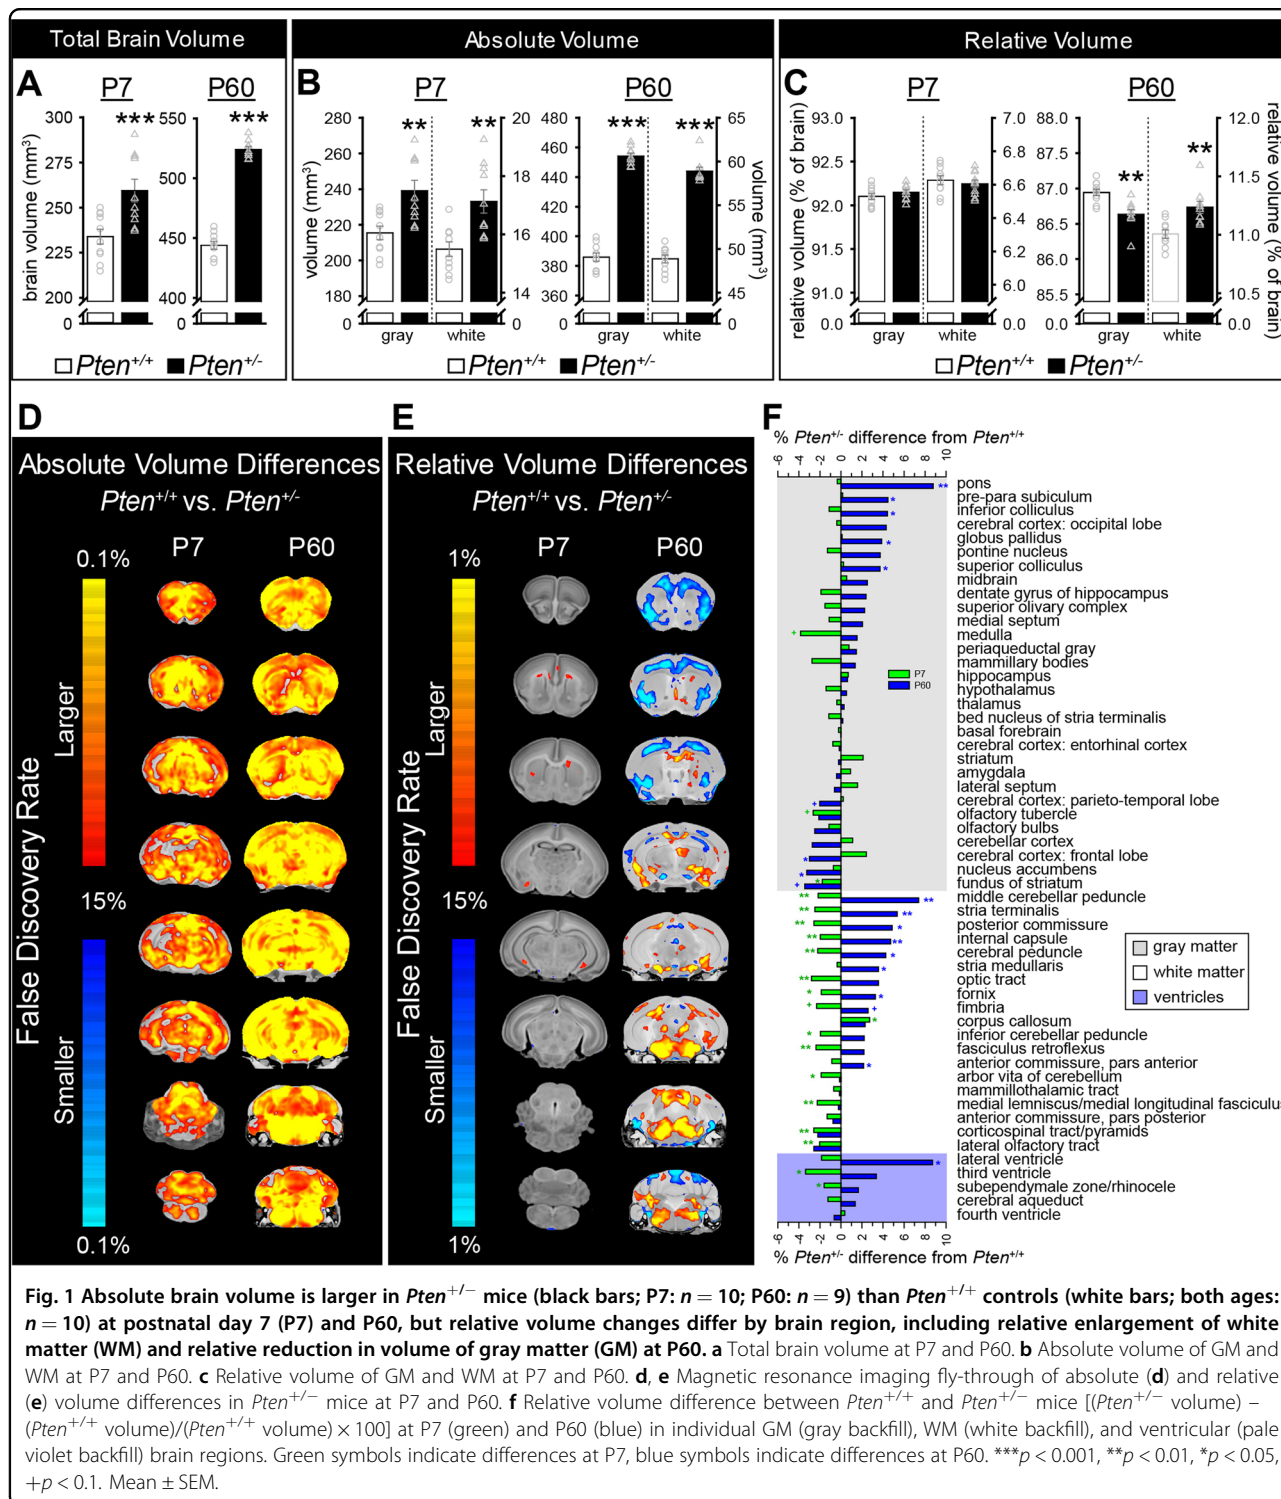 Total Brain Volume
Absolute Volume
Relative Volume
A
P7
P60
brain volume (mm³)
300
275
250
225
200
0
***
550
500
450
400
0
***
Pten+/+
Pten+/-
B
P7
P60
volume (mm³)
280
260
240
220
200
180
0
**
**
20
18
16
14
0
gray
white
480
460
440
420
400
380
360
0
***
***
65
60
55
50
45
0
volume (mm³)
gray
white
Pten+/+
Pten+/-
C
P7
P60
relative volume (% of brain)
93.0
92.5
92.0
91.5
91.0
0.0
7.0
6.8
6.6
6.4
6.2
6.0
0.0
gray
white
88.0
87.5
87.0
86.5
86.0
85.5
0.0
**
**
12.0
11.5
11.0
10.5
0.0
relative volume (% of brain)
gray
white
Pten+/+
Pten+/-
D
Absolute Volume Differences
Pten+/+ vs. Pten+/-
P7
P60
0.1%
Larger
15%
False Discovery Rate
Smaller
0.1%
E
Relative Volume Differences
Pten+/+ vs. Pten+/-
P7
P60
1%
Larger
15%
False Discovery Rate
Smaller
1%
F
% Pten+/- difference from Pten+/+
-6 -4 -2 0 2 4 6 8 10
pons
pre-para subiculum
inferior colliculus
cerebral cortex: occipital lobe
globus pallidus
pontine nucleus
superior colliculus
midbrain
dentate gyrus of hippocampus
superior olivary complex
medial septum
medulla
periaqueductal gray
mammillary bodies
hippocampus
hypothalamus
thalamus
bed nucleus of stria terminalis
basal forebrain
cerebral cortex: entorhinal cortex
striatum
amygdala
lateral septum
cerebral cortex: parieto-temporal lobe
olfactory tubercle
olfactory bulbs
cerebellar cortex
cerebral cortex: frontal lobe
nucleus accumbens
fundus of striatum
middle cerebellar peduncle
stria terminalis
posterior commissure
internal capsule
cerebral peduncle
stria medullaris
optic tract
fornix
fimbria
corpus callosum
inferior cerebellar peduncle
fasciculus retroflexus
anterior commissure, pars anterior
arbor vita of cerebellum
mammillothalamic tract
medial lemniscus/medial longitudinal fasciculus
anterior commissure, pars posterior
corticospinal tract/pyramids
lateral olfactory tract
lateral ventricle
third ventricle
subependymale zone/rhinocele
cerebral aqueduct
fourth ventricle
P7
P60
gray matter
white matter
ventricles
-6 -4 -2 0 2 4 6 8 10
% Pten+/- difference from Pten+/+
Fig. 1 Absolute brain volume is larger in Pten+/− mice (black bars; P7: n = 10; P60: n = 9) than Pten+/+ controls (white bars; both ages:
n = 10) at postnatal day 7 (P7) and P60, but relative volume changes differ by brain region, including relative enlargement of white
matter (WM) and relative reduction in volume of gray matter (GM) at P60. a Total brain volume at P7 and P60. b Absolute volume of GM and
WM at P7 and P60. c Relative volume of GM and WM at P7 and P60. d, e Magnetic resonance imaging fly-through of absolute (d) and relative
(e) volume differences in Pten+/− mice at P7 and P60. f Relative volume difference between Pten+/+ and Pten+/− mice [(Pten+/− volume) –
(Pten+/+ volume)/(Pten+/+ volume) × 100] at P7 (green) and P60 (blue) in individual GM (gray backfill), WM (white backfill), and ventricular (pale
violet backfill) brain regions. Green symbols indicate differences at P7, blue symbols indicate differences at P60. ***p < 0.001, **p < 0.01, *p < 0.05,
+p < 0.1. Mean ± SEM.